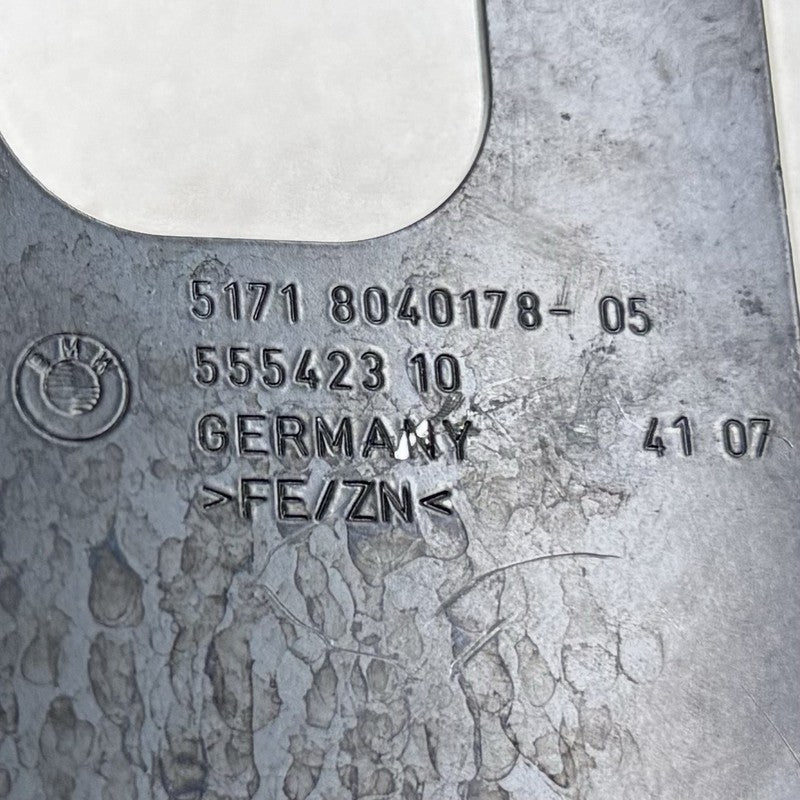 5171 8040178- 05
BMW
555423 10
GERMANY 41 07
>FE/ZN<